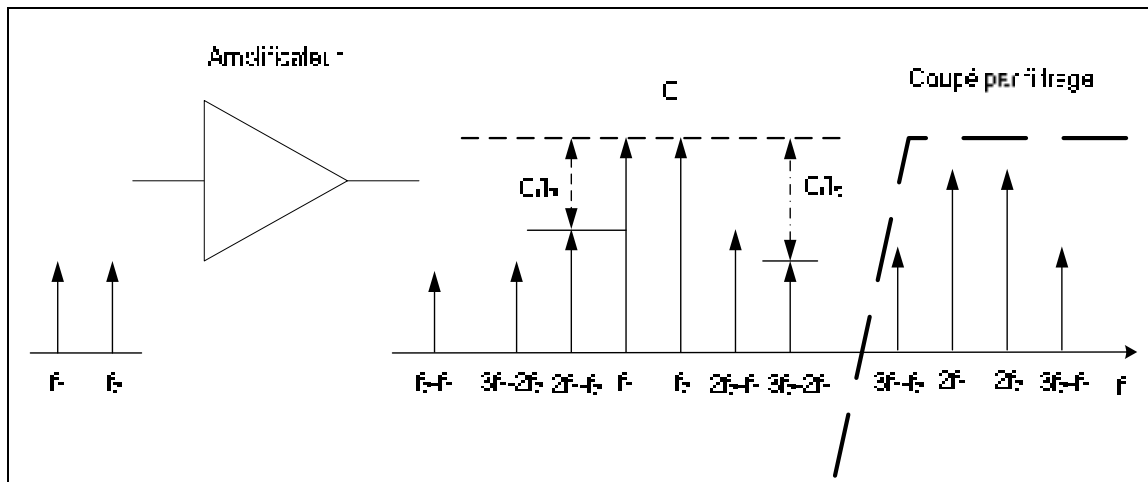 Amplificateur
Coupé par filtrage
C
C/I₃
C/I₅
f₁ f₂
f₂-f₁ 3f₁-2f₂ 2f₁-f₂ f₁ f₂ 2f₂-f₁ 3f₂-2f₁ 3f₁-f₂ 2f₁ 2f₂ 3f₂-f₁ f